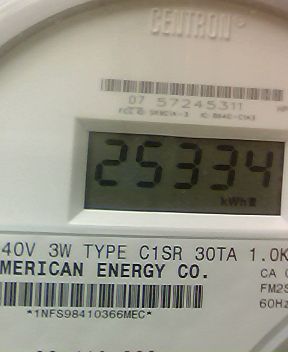 CENTRON
07 57245311
25334
kWh
40V 3W TYPE C1SR 30TA 1.0K
MERICAN ENERGY CO.
CA
FM2S
60Hz
*1NFS98410366MEC*